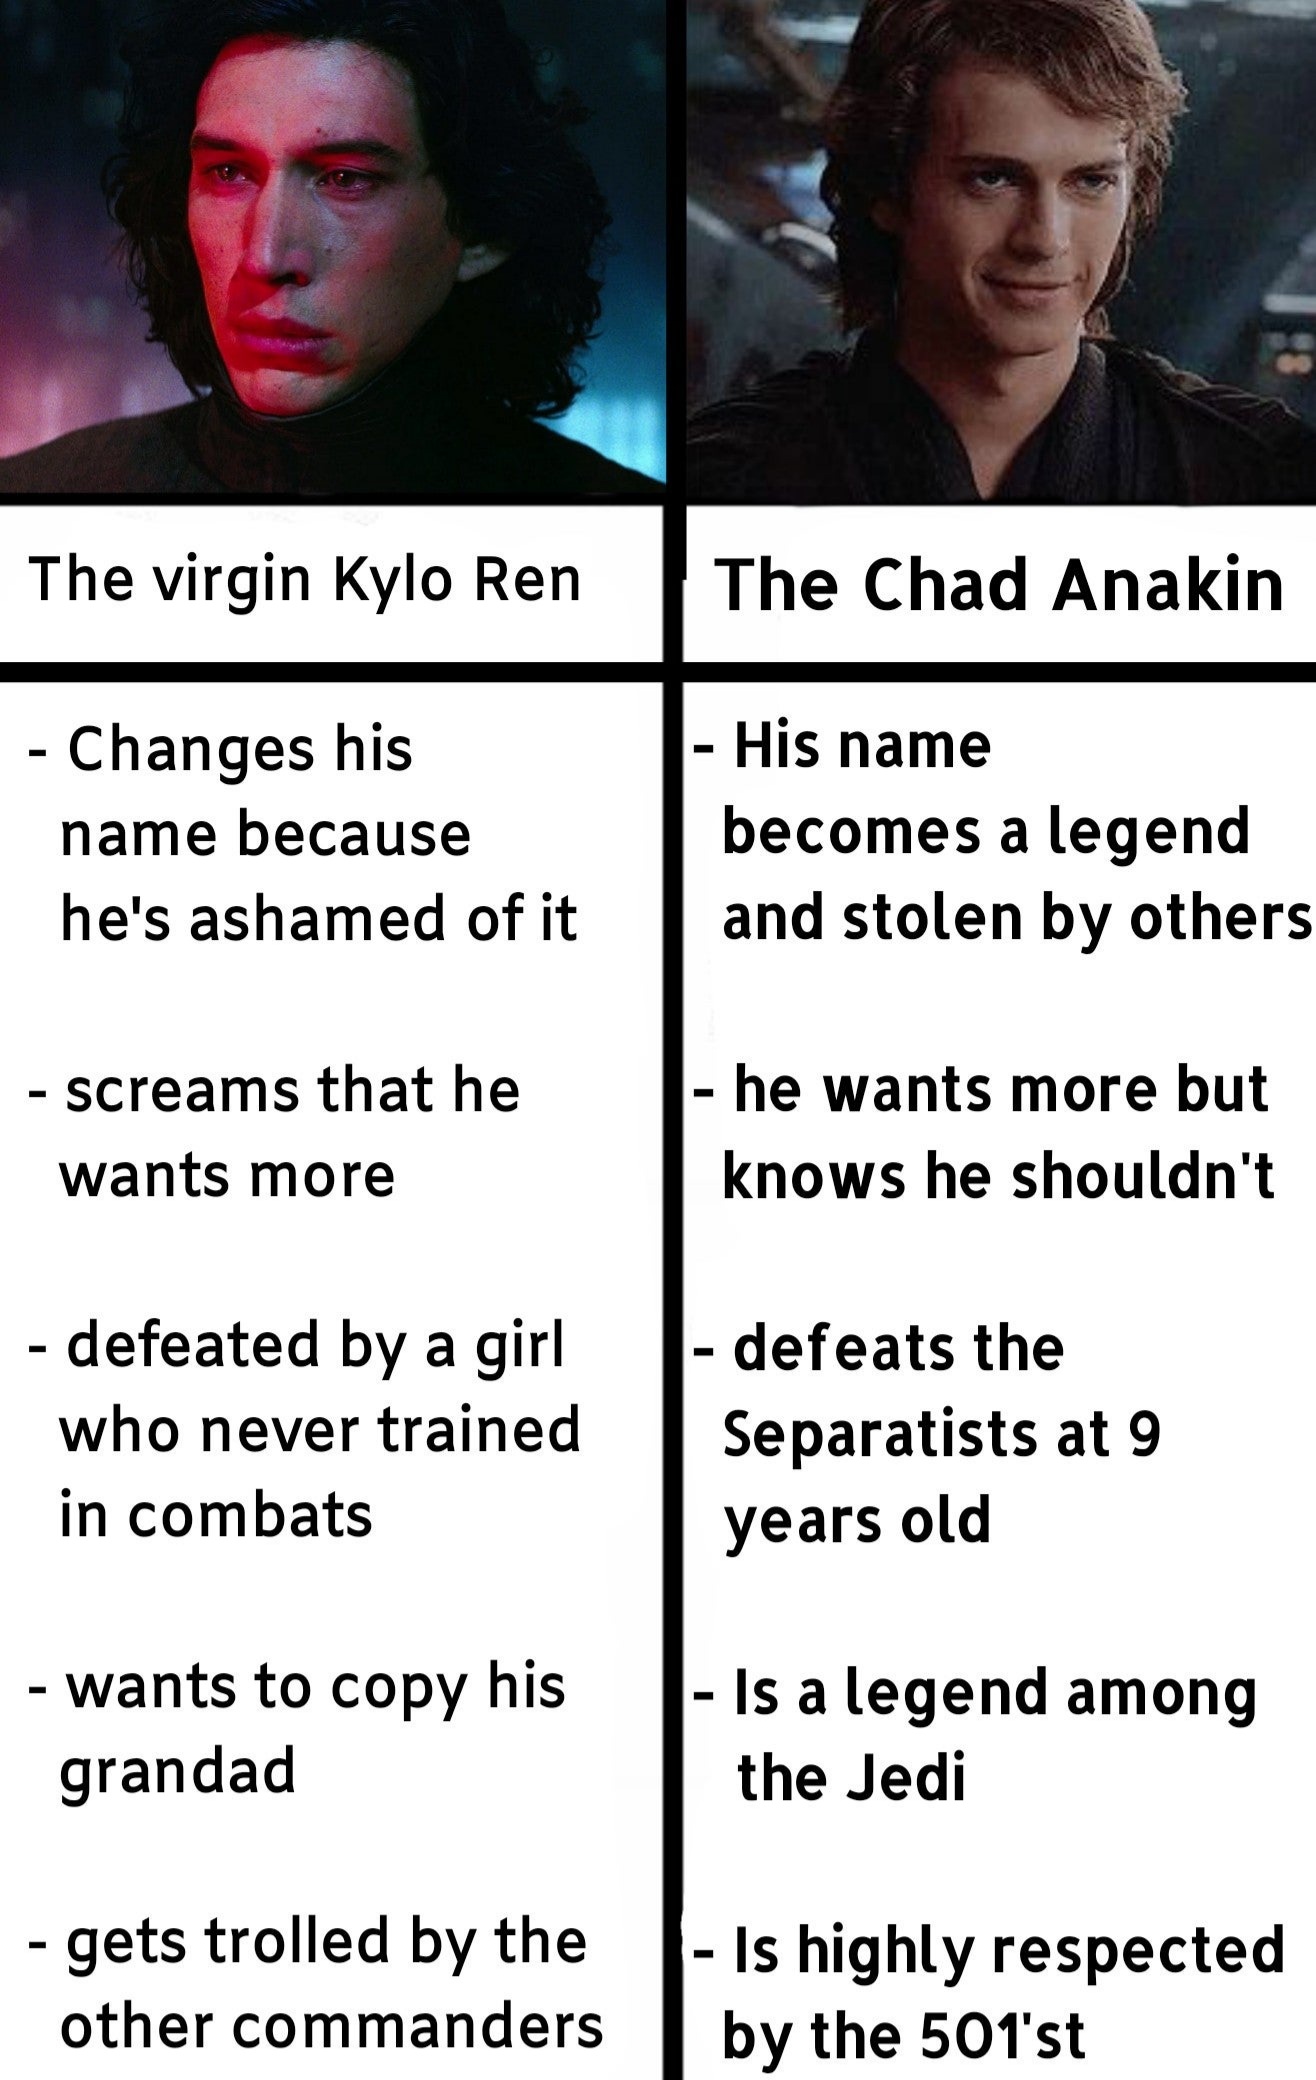 The virgin Kylo Ren
- Changes his
name because
he's ashamed of it
- screams that he
wants more
- defeated by a girl
who never trained
in combats
- wants to copy his
grandad
- gets trolled by the
other commanders
The Chad Anakin
- His name
becomes a legend
and stolen by others
- he wants more but
knows he shouldn't
- defeats the
Separatists at 9
years old
- Is a legend among
the Jedi
- Is highly respected
by the 501'st